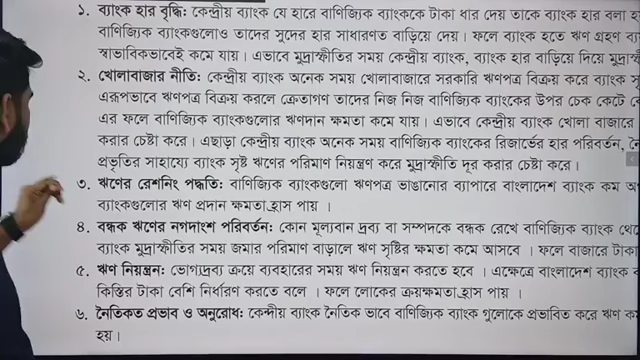 ১. ব্যাংক হার বৃদ্ধি: কেন্দ্রীয় ব্যাংক যে হারে বাণিজ্যিক ব্যাংককে টাকা ধার দেয় তাকে ব্যাংক হার বলা
বাণিজ্যিক ব্যাংকগুলোও তাদের সুদের হার সাধারণত বাড়িয়ে দেয়। ফলে ব্যাংক হতে ঋণ গ্রহণ
স্বাভাবিকভাবেই কমে যায়। এভাবে মুদ্রাস্ফীতির সময় কেন্দ্রীয় ব্যাংক, ব্যাংক হার বাড়িয়ে দিয়ে
২. খোলাবাজার নীতি: কেন্দ্রীয় ব্যাংক অনেক সময় খোলাবাজারে সরকারি ঋণপত্র বিক্রয় করে ব্যাংক
এরূপভাবে ঋণপত্র বিক্রয় করলে ক্রেতাগণ তাদের নিজ নিজ বাণিজ্যিক ব্যাংকের উপর চেক কেটে
এর ফলে বাণিজ্যিক ব্যাংকগুলোর ঋণদান ক্ষমতা কমে যায়। এভাবে কেন্দ্রীয় ব্যাংক খোলা বাজারে
করার চেষ্টা করে। এছাড়া কেন্দ্রীয় ব্যাংক অনেক সময় বাণিজ্যিক ব্যাংকের রিজার্ভের হার পরিবর্তন,
প্রভৃতির সাহায্যে ব্যাংক সৃষ্ট ঋণের পরিমাণ নিয়ন্ত্রণ করে মুদ্রাস্ফীতি দূর করার চেষ্টা করে।
৩. ঋণের রেশনিং পদ্ধতি: বাণিজ্যিক ব্যাংকগুলো ঋণপত্র ভাঙানোর ব্যাপারে বাংলাদেশ ব্যাংক কম
ব্যাংকগুলোর ঋণ প্রদান ক্ষমতা হ্রাস পায় ।
৪. বন্ধক ঋণের নগদাংশ পরিবর্তন: কোন মূল্যবান দ্রব্য বা সম্পদকে বন্ধক রেখে বাণিজ্যিক ব্যাংক
ব্যাংক মুদ্রাস্ফীতির সময় জমার পরিমাণ বাড়ালে ঋণ সৃষ্টির ক্ষমতা কমে আসবে । ফলে বাজারে টাকা
৫. ঋণ নিয়ন্ত্রন: ভোগ্যদ্রব্য ক্রয়ে ব্যবহারের সময় ঋণ নিয়ন্ত্রন করতে হবে । এক্ষেত্রে বাংলাদেশ ব্যাংক
কিস্তির টাকা বেশি নির্ধারণ করতে বলে । ফলে লোকের ক্রয়ক্ষমতা হ্রাস পায় ।
৬. নৈতিকত প্রভাব ও অনুরোধ: কেন্দীয় ব্যাংক নৈতিক ভাবে বাণিজ্যিক ব্যাংক গুলোকে প্রভাবিত করে ঋণ
হয়।